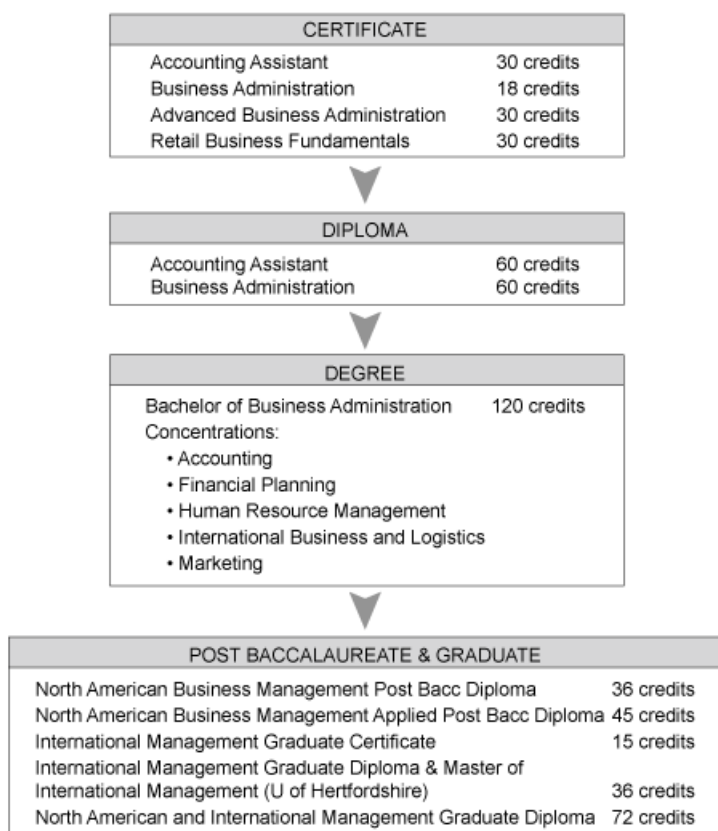 CERTIFICATE
Accounting Assistant 30 credits
Business Administration 18 credits
Advanced Business Administration 30 credits
Retail Business Fundamentals 30 credits
DIPLOMA
Accounting Assistant 60 credits
Business Administration 60 credits
DEGREE
Bachelor of Business Administration 120 credits
Concentrations:
• Accounting
• Financial Planning
• Human Resource Management
• International Business and Logistics
• Marketing
POST BACCALAUREATE & GRADUATE
North American Business Management Post Bacc Diploma 36 credits
North American Business Management Applied Post Bacc Diploma 45 credits
International Management Graduate Certificate 15 credits
International Management Graduate Diploma & Master of
International Management (U of Hertfordshire) 36 credits
North American and International Management Graduate Diploma 72 credits